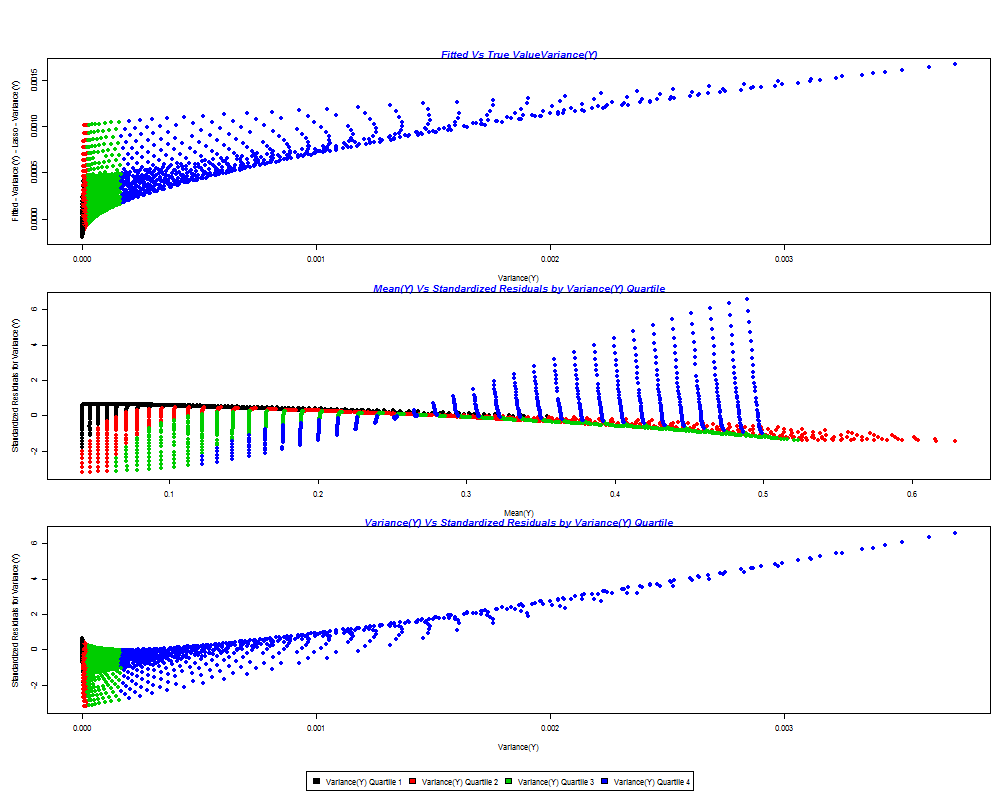 Fitted Vs True ValueVariance(Y)
Fitted - Variance(Y) - Lasso - Variance(Y)
0.0015
0.0010
0.0005
0.0000
0.000 0.001 0.002 0.003
Variance(Y)
Mean(Y) Vs Standardized Residuals by Variance(Y) Quartile
Standardized Residuals for Variance(Y)
6
4
2
0
-2
0.1 0.2 0.3 0.4 0.5 0.6
Mean(Y)
Variance(Y) Vs Standardized Residuals by Variance(Y) Quartile
Standardized Residuals for Variance(Y)
6
4
2
0
-2
0.000 0.001 0.002 0.003
Variance(Y)
Variance(Y) Quartile 1 Variance(Y) Quartile 2 Variance(Y) Quartile 3 Variance(Y) Quartile 4